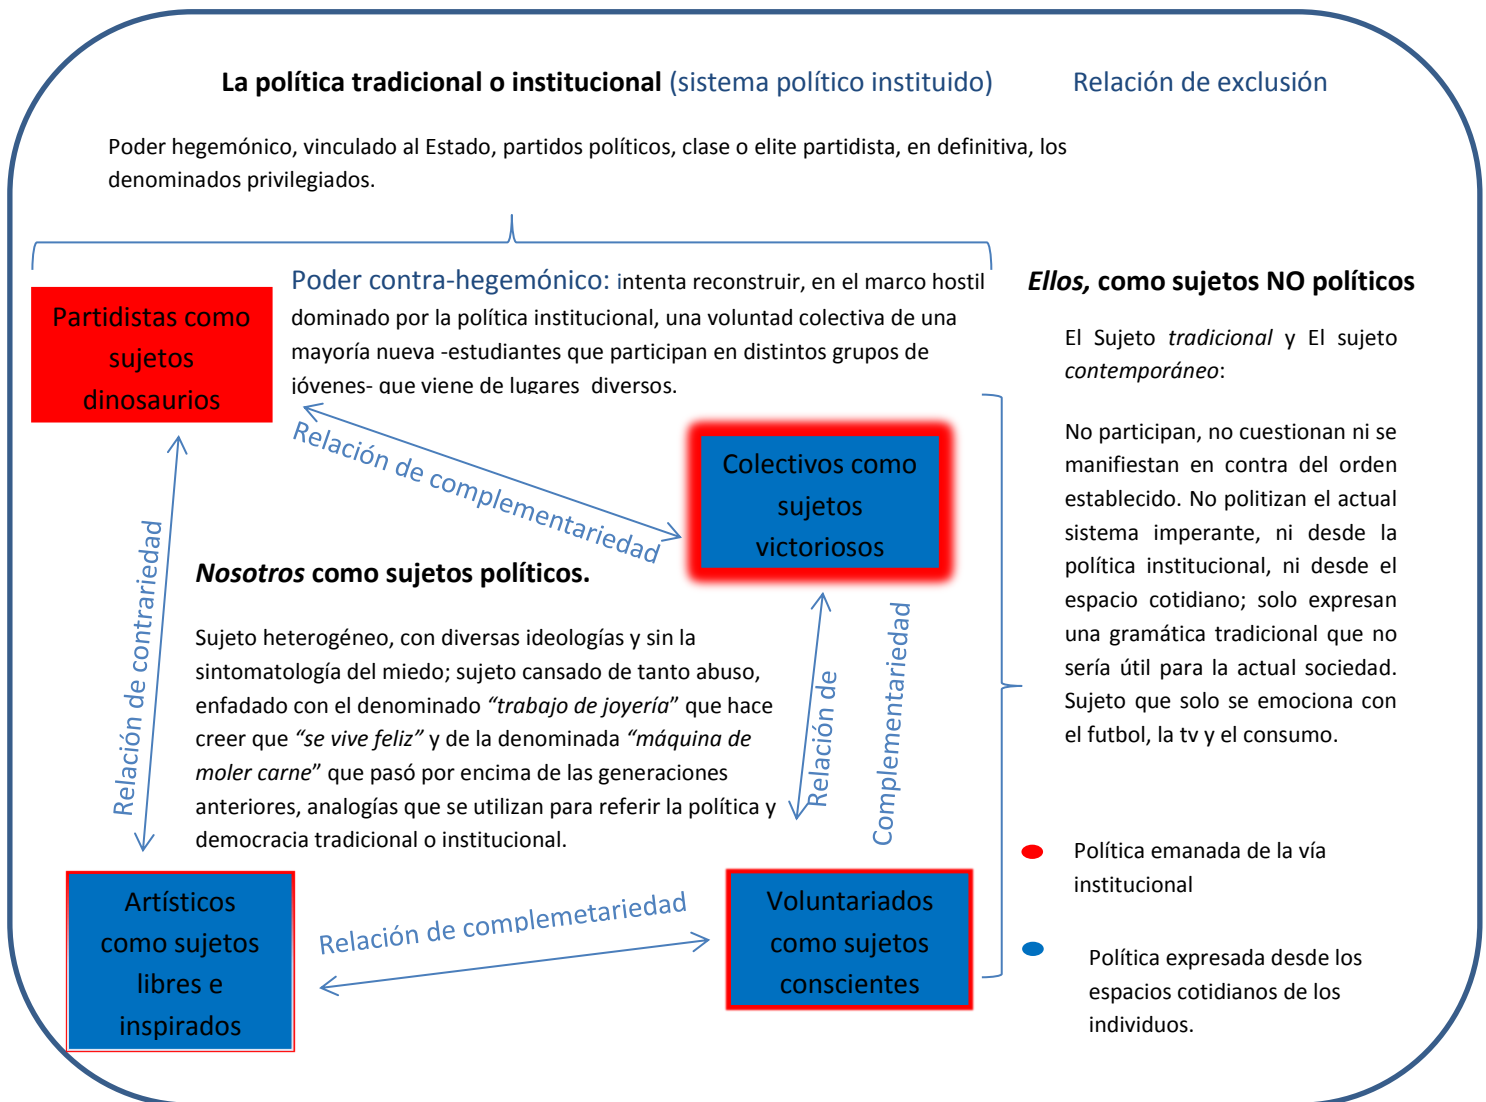 La política tradicional o institucional (sistema político instituido) Relación de exclusión
Poder hegemónico, vinculado al Estado, partidos políticos, clase o elite partidista, en definitiva, los
denominados privilegiados.
Partidistas como
sujetos
dinosaurios
Poder contra-hegemónico: intenta reconstruir, en el marco hostil
dominado por la política institucional, una voluntad colectiva de una
mayoría nueva -estudiantes que participan en distintos grupos de
jóvenes- que viene de lugares diversos.
Ellos, como sujetos NO políticos
El Sujeto tradicional y El sujeto
contemporáneo:
No participan, no cuestionan ni se
manifiestan en contra del orden
establecido. No politizan el actual
sistema imperante, ni desde la
política institucional, ni desde el
espacio cotidiano; solo expresan
una gramática tradicional que no
sería útil para la actual sociedad.
Sujeto que solo se emociona con
el futbol, la tv y el consumo.
Relación de complementariedad
Colectivos como
sujetos
victoriosos
Relación de contrariedad
Nosotros como sujetos políticos.
Sujeto heterogéneo, con diversas ideologías y sin la
sintomatología del miedo; sujeto cansado de tanto abuso,
enfadado con el denominado “trabajo de joyería” que hace
creer que “se vive feliz” y de la denominada “máquina de
moler carne” que pasó por encima de las generaciones
anteriores, analogías que se utilizan para referir la política y
democracia tradicional o institucional.
Relación de
Complementariedad
Artísticos
como sujetos
libres e
inspirados
Relación de complemetariedad
Voluntariados
como sujetos
conscientes
Política emanada de la vía
institucional
Política expresada desde los
espacios cotidianos de los
individuos.